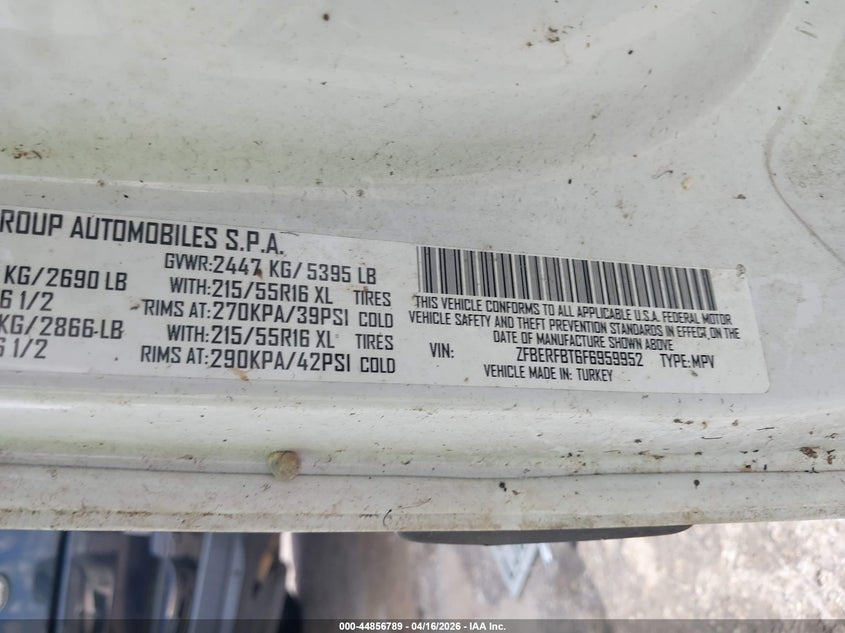 ROUP AUTOMOBILES S.P.A.
GVWR:2447 KG/5395 LB
KG/2690 LB WITH:215/55R16 XL TIRES
6 1/2 RIMS AT:270KPA/39PSI COLD
KG/2866 LB WITH:215/55R16 XL TIRES
6 1/2 RIMS AT:290KPA/42PSI COLD
THIS VEHICLE CONFORMS TO ALL APPLICABLE U.S.A. FEDERAL MOTOR
VEHICLE SAFETY AND THEFT PREVENTION STANDARDS IN EFFECT, ON THE
DATE OF MANUFACTURE SHOWN ABOVE
VIN: ZFBERFBT6F6959952 TYPE:MPV
VEHICLE MADE IN: TURKEY
000-44856789 - 04/16/2026 - IAA Inc.